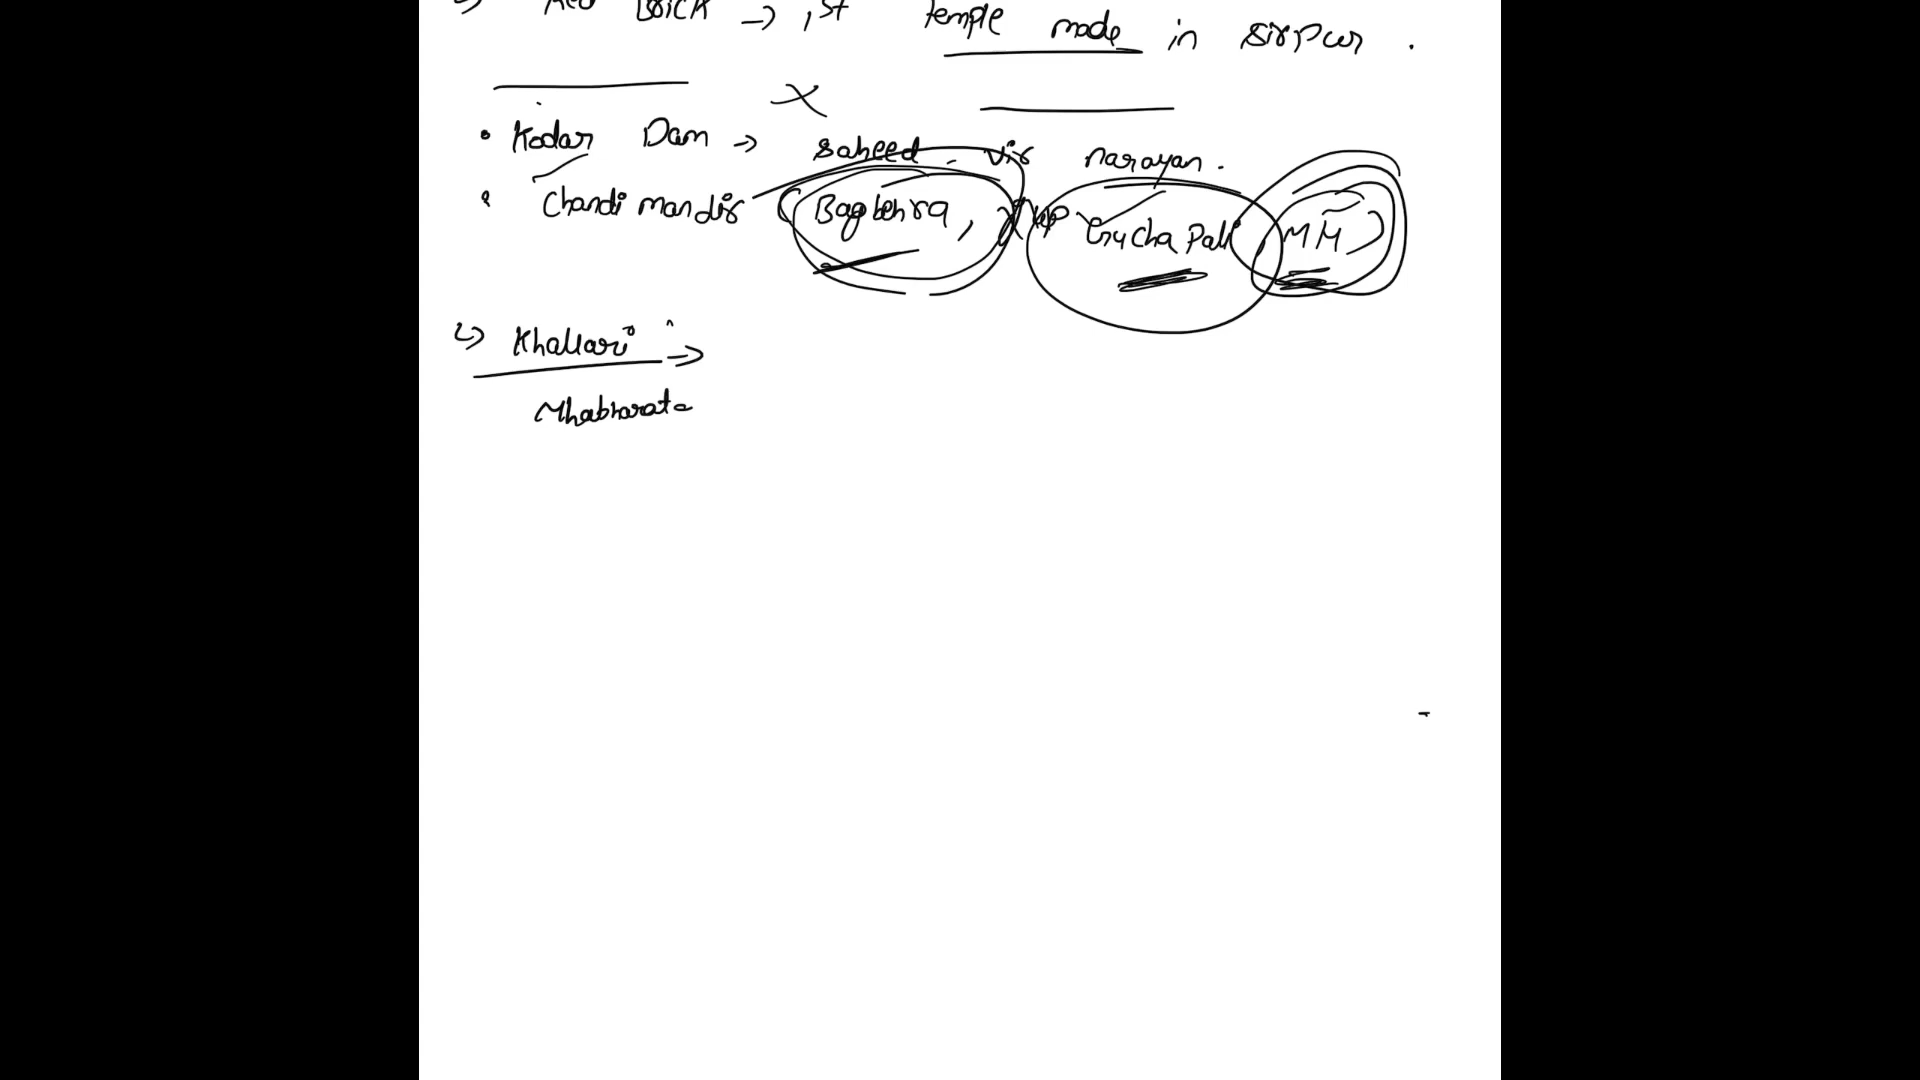 Red Brick → 1st temple made in Sirpur .
• Kodar Dam → Saheed . Vir narayan .
• Chandi mandir ( Bagbehra , Gucha Pali , MM )
↳ Khallari →
Mhabharata